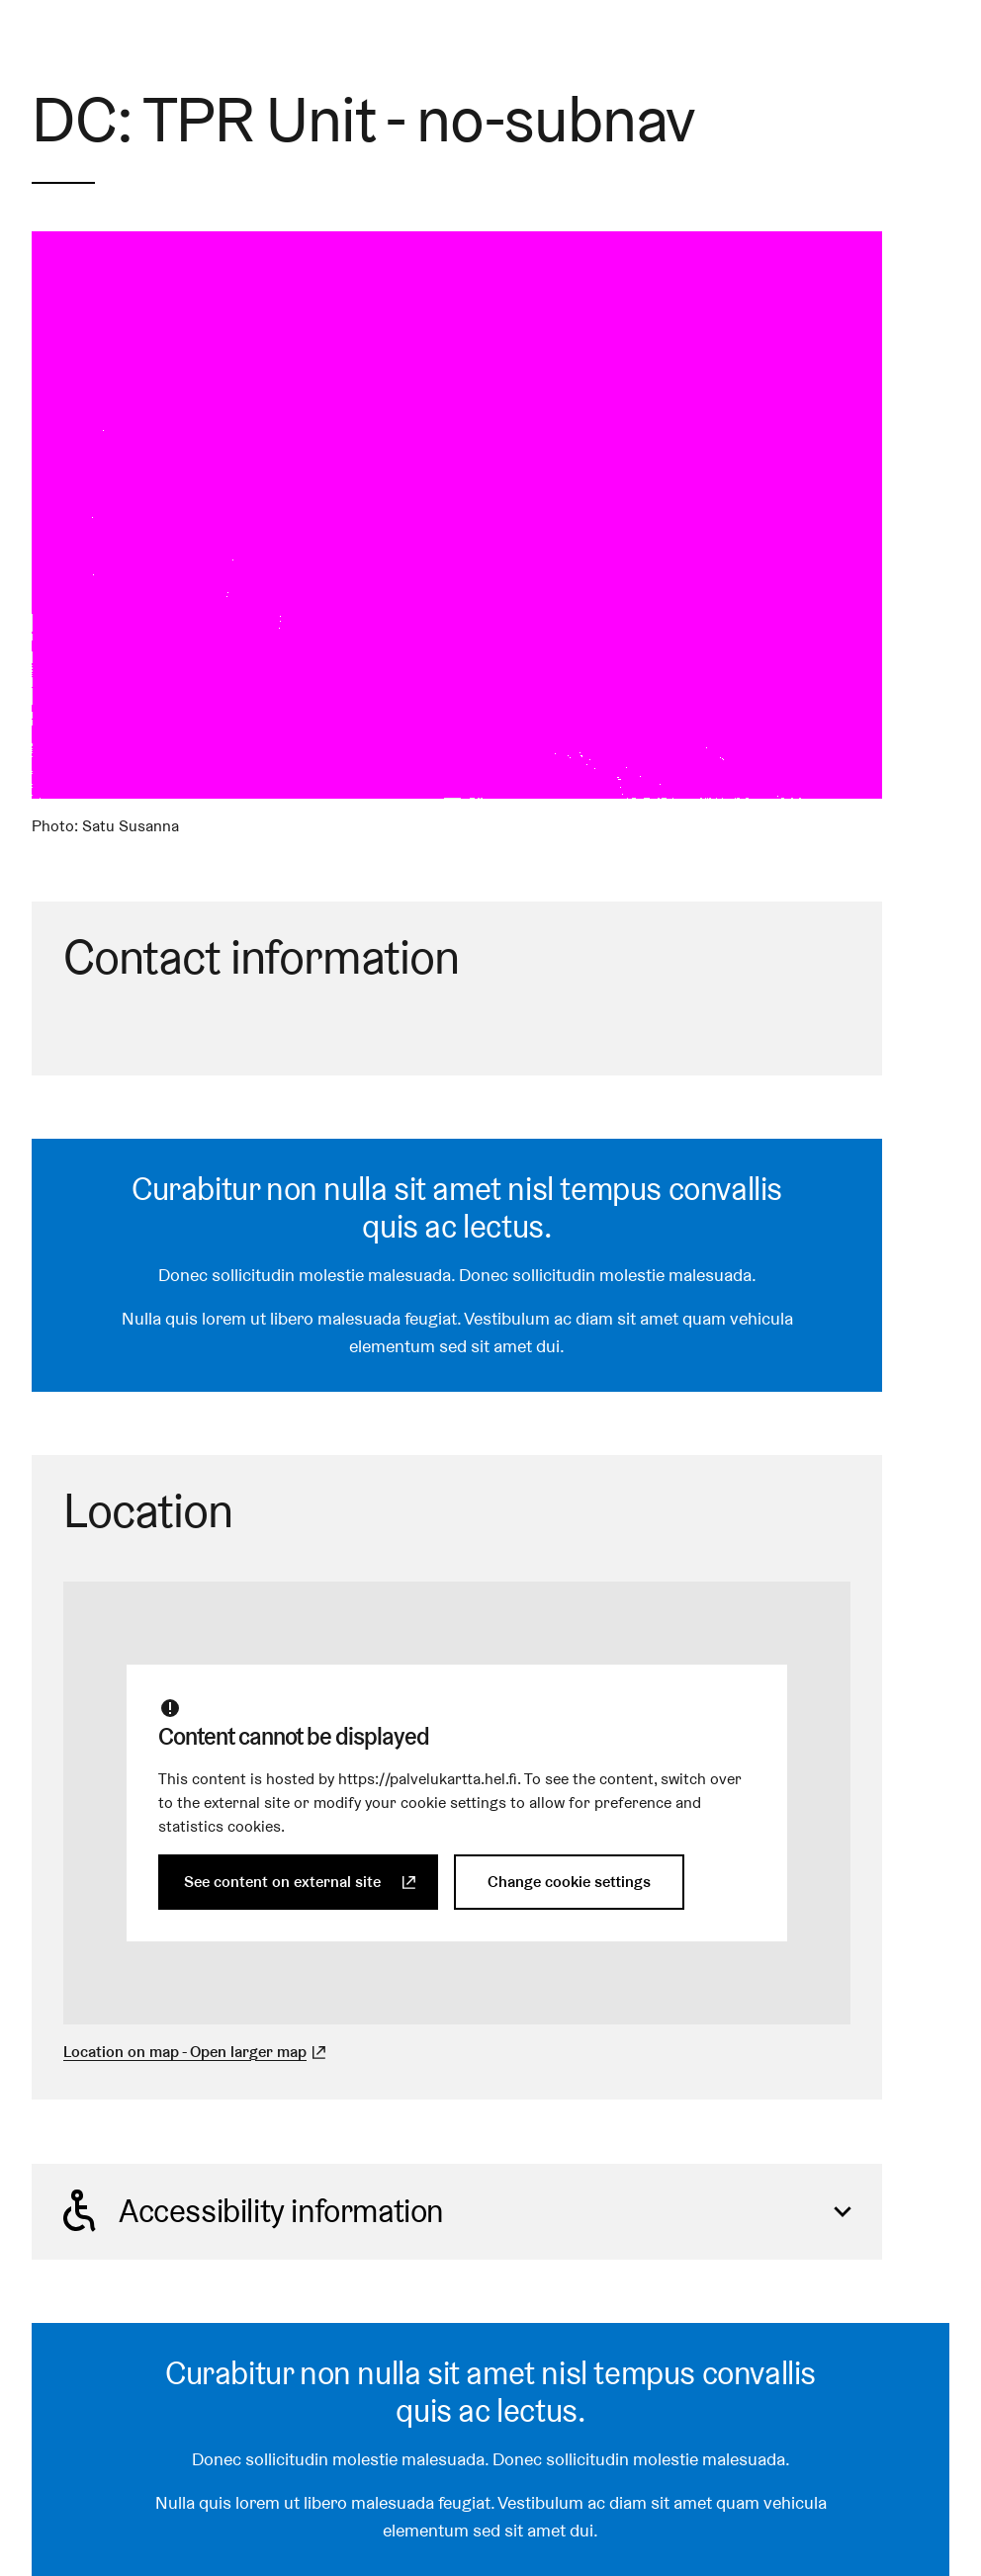 DC: TPR Unit - no-subnav
Photo: Satu Susanna
Contact information
Curabitur non nulla sit amet nisl tempus convallis
quis ac lectus.
Donec sollicitudin molestie malesuada. Donec sollicitudin molestie malesuada.
Nulla quis lorem ut libero malesuada feugiat. Vestibulum ac diam sit amet quam vehicula
elementum sed sit amet dui.
Location
Content cannot be displayed
This content is hosted by https://palvelukartta.hel.fi. To see the content, switch over
to the external site or modify your cookie settings to allow for preference and
statistics cookies.
See content on external site
Change cookie settings
Location on map - Open larger map
Accessibility information
Curabitur non nulla sit amet nisl tempus convallis
quis ac lectus.
Donec sollicitudin molestie malesuada. Donec sollicitudin molestie malesuada.
Nulla quis lorem ut libero malesuada feugiat. Vestibulum ac diam sit amet quam vehicula
elementum sed sit amet dui.